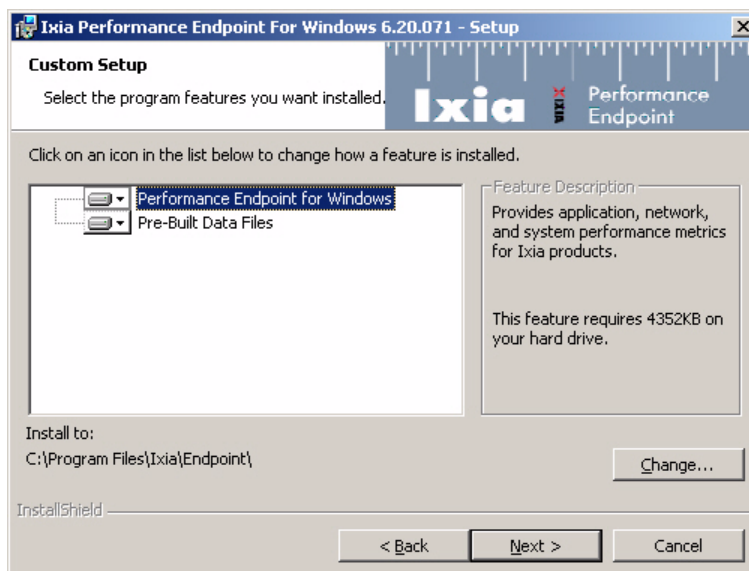 Ixia Performance Endpoint For Windows 6.20.071 - Setup
Custom Setup
Select the program features you want installed.
Ixia
IXIA
Performance
Endpoint
Click on an icon in the list below to change how a feature is installed.
Performance Endpoint for Windows
Pre-Built Data Files
Feature Description
Provides application, network,
and system performance metrics
for Ixia products.
This feature requires 4352KB on
your hard drive.
Install to:
C:\Program Files\Ixia\Endpoint\
Change...
InstallShield
< Back
Next >
Cancel